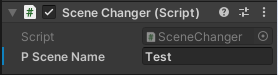 # Scene Changer (Script)
Script # SceneChanger
P Scene Name Test